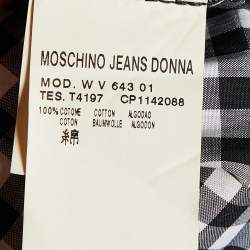 MOSCHINO JEANS DONNA
MOD. W V 643 01
TES. T4197 CP1142088
100% COTONE COTTON ALGODAO
COTON BAUMWOLLE ALGODON
綿